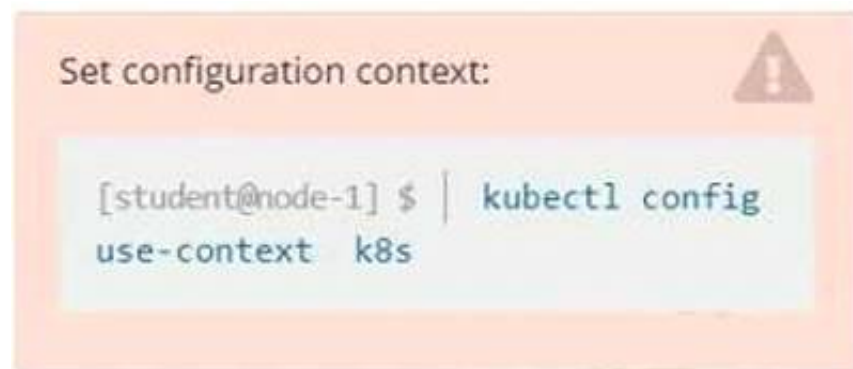 Set configuration context:
[student@node-1] $ | kubectl config
use-context k8s